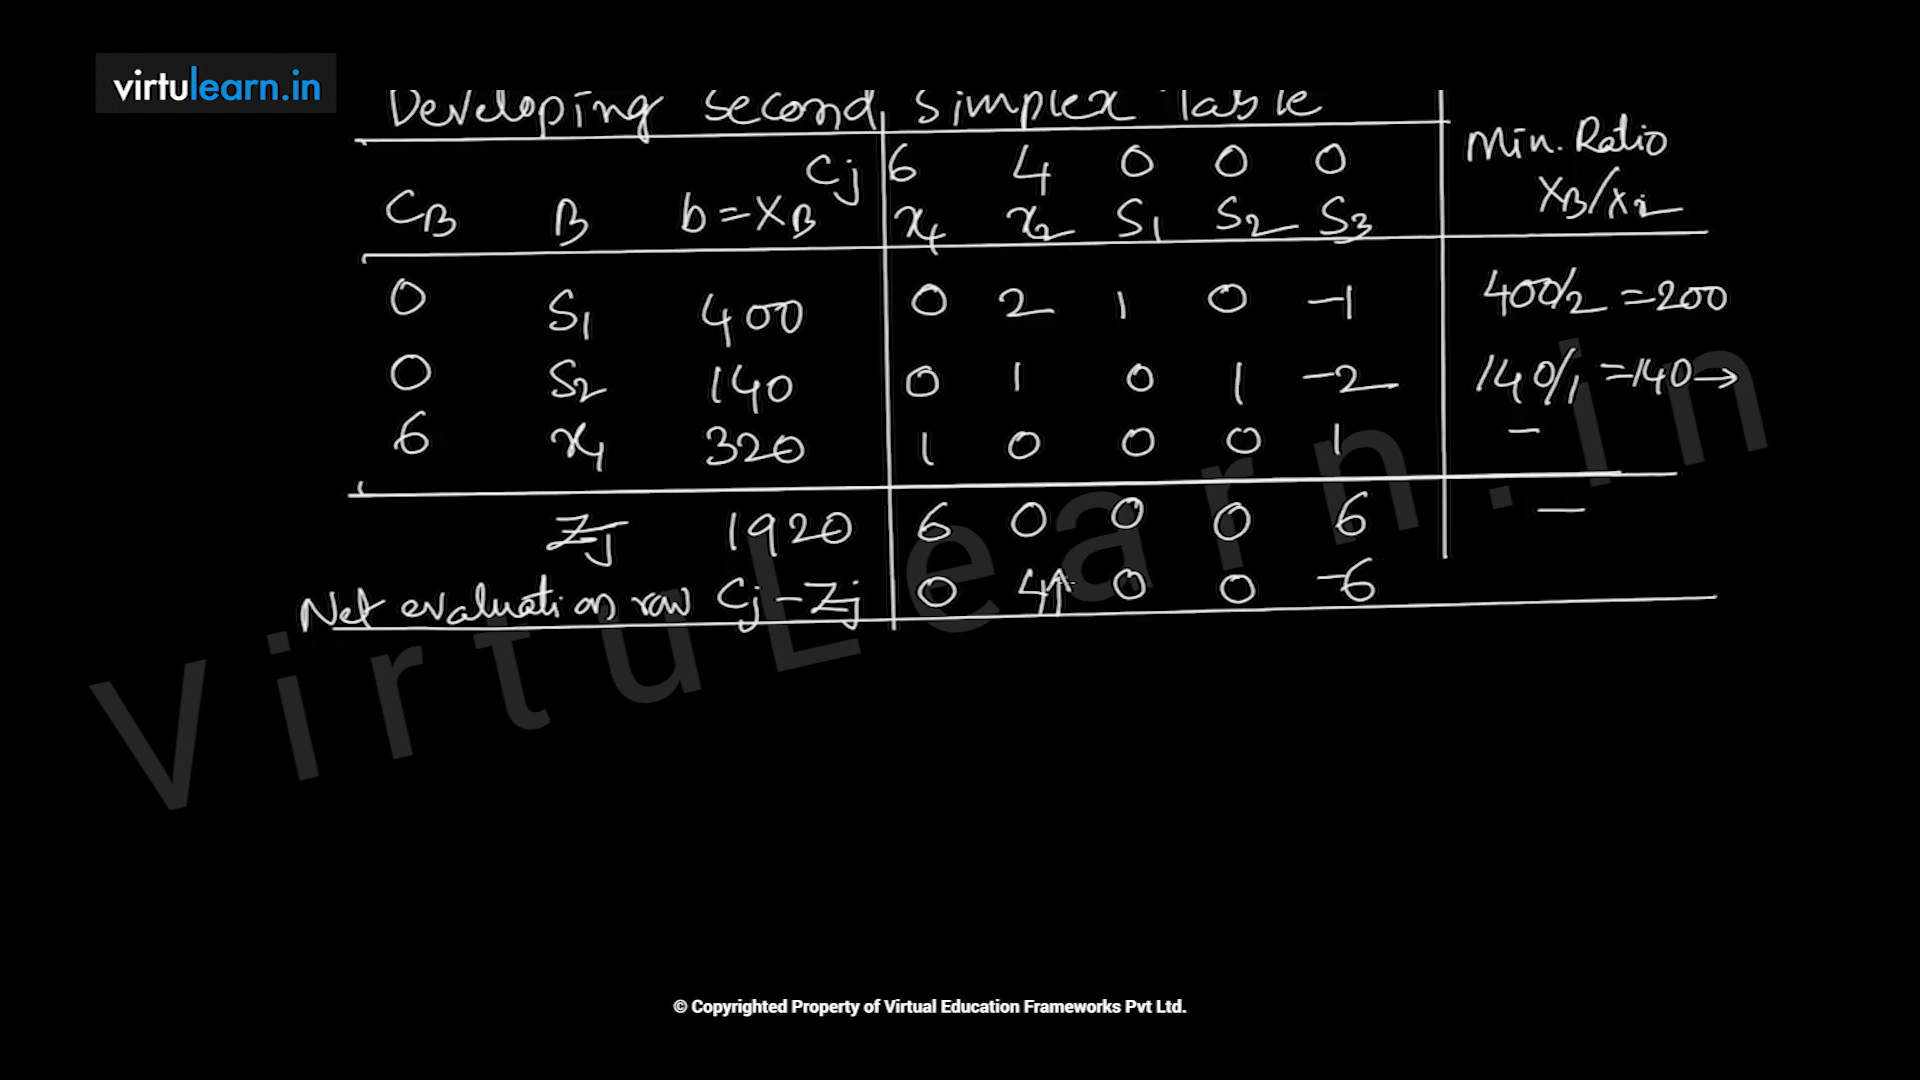 virtulearn.in
Developing second simplex Table
Cj 6 4 0 0 0 Min. Ratio
CB B b=XB x1 x2 S1 S2 S3 XB/x2
0 S1 400 0 2 1 0 -1 400/2 =200
0 S2 140 0 1 0 1 -2 140/1 =140→
6 x1 320 1 0 0 0 1 -
Zj 1920 6 0 0 0 6 —
Net evaluation row Cj-Zj 0 4↑ 0 0 -6
VirtuLearn.in
© Copyrighted Property of Virtual Education Frameworks Pvt Ltd.